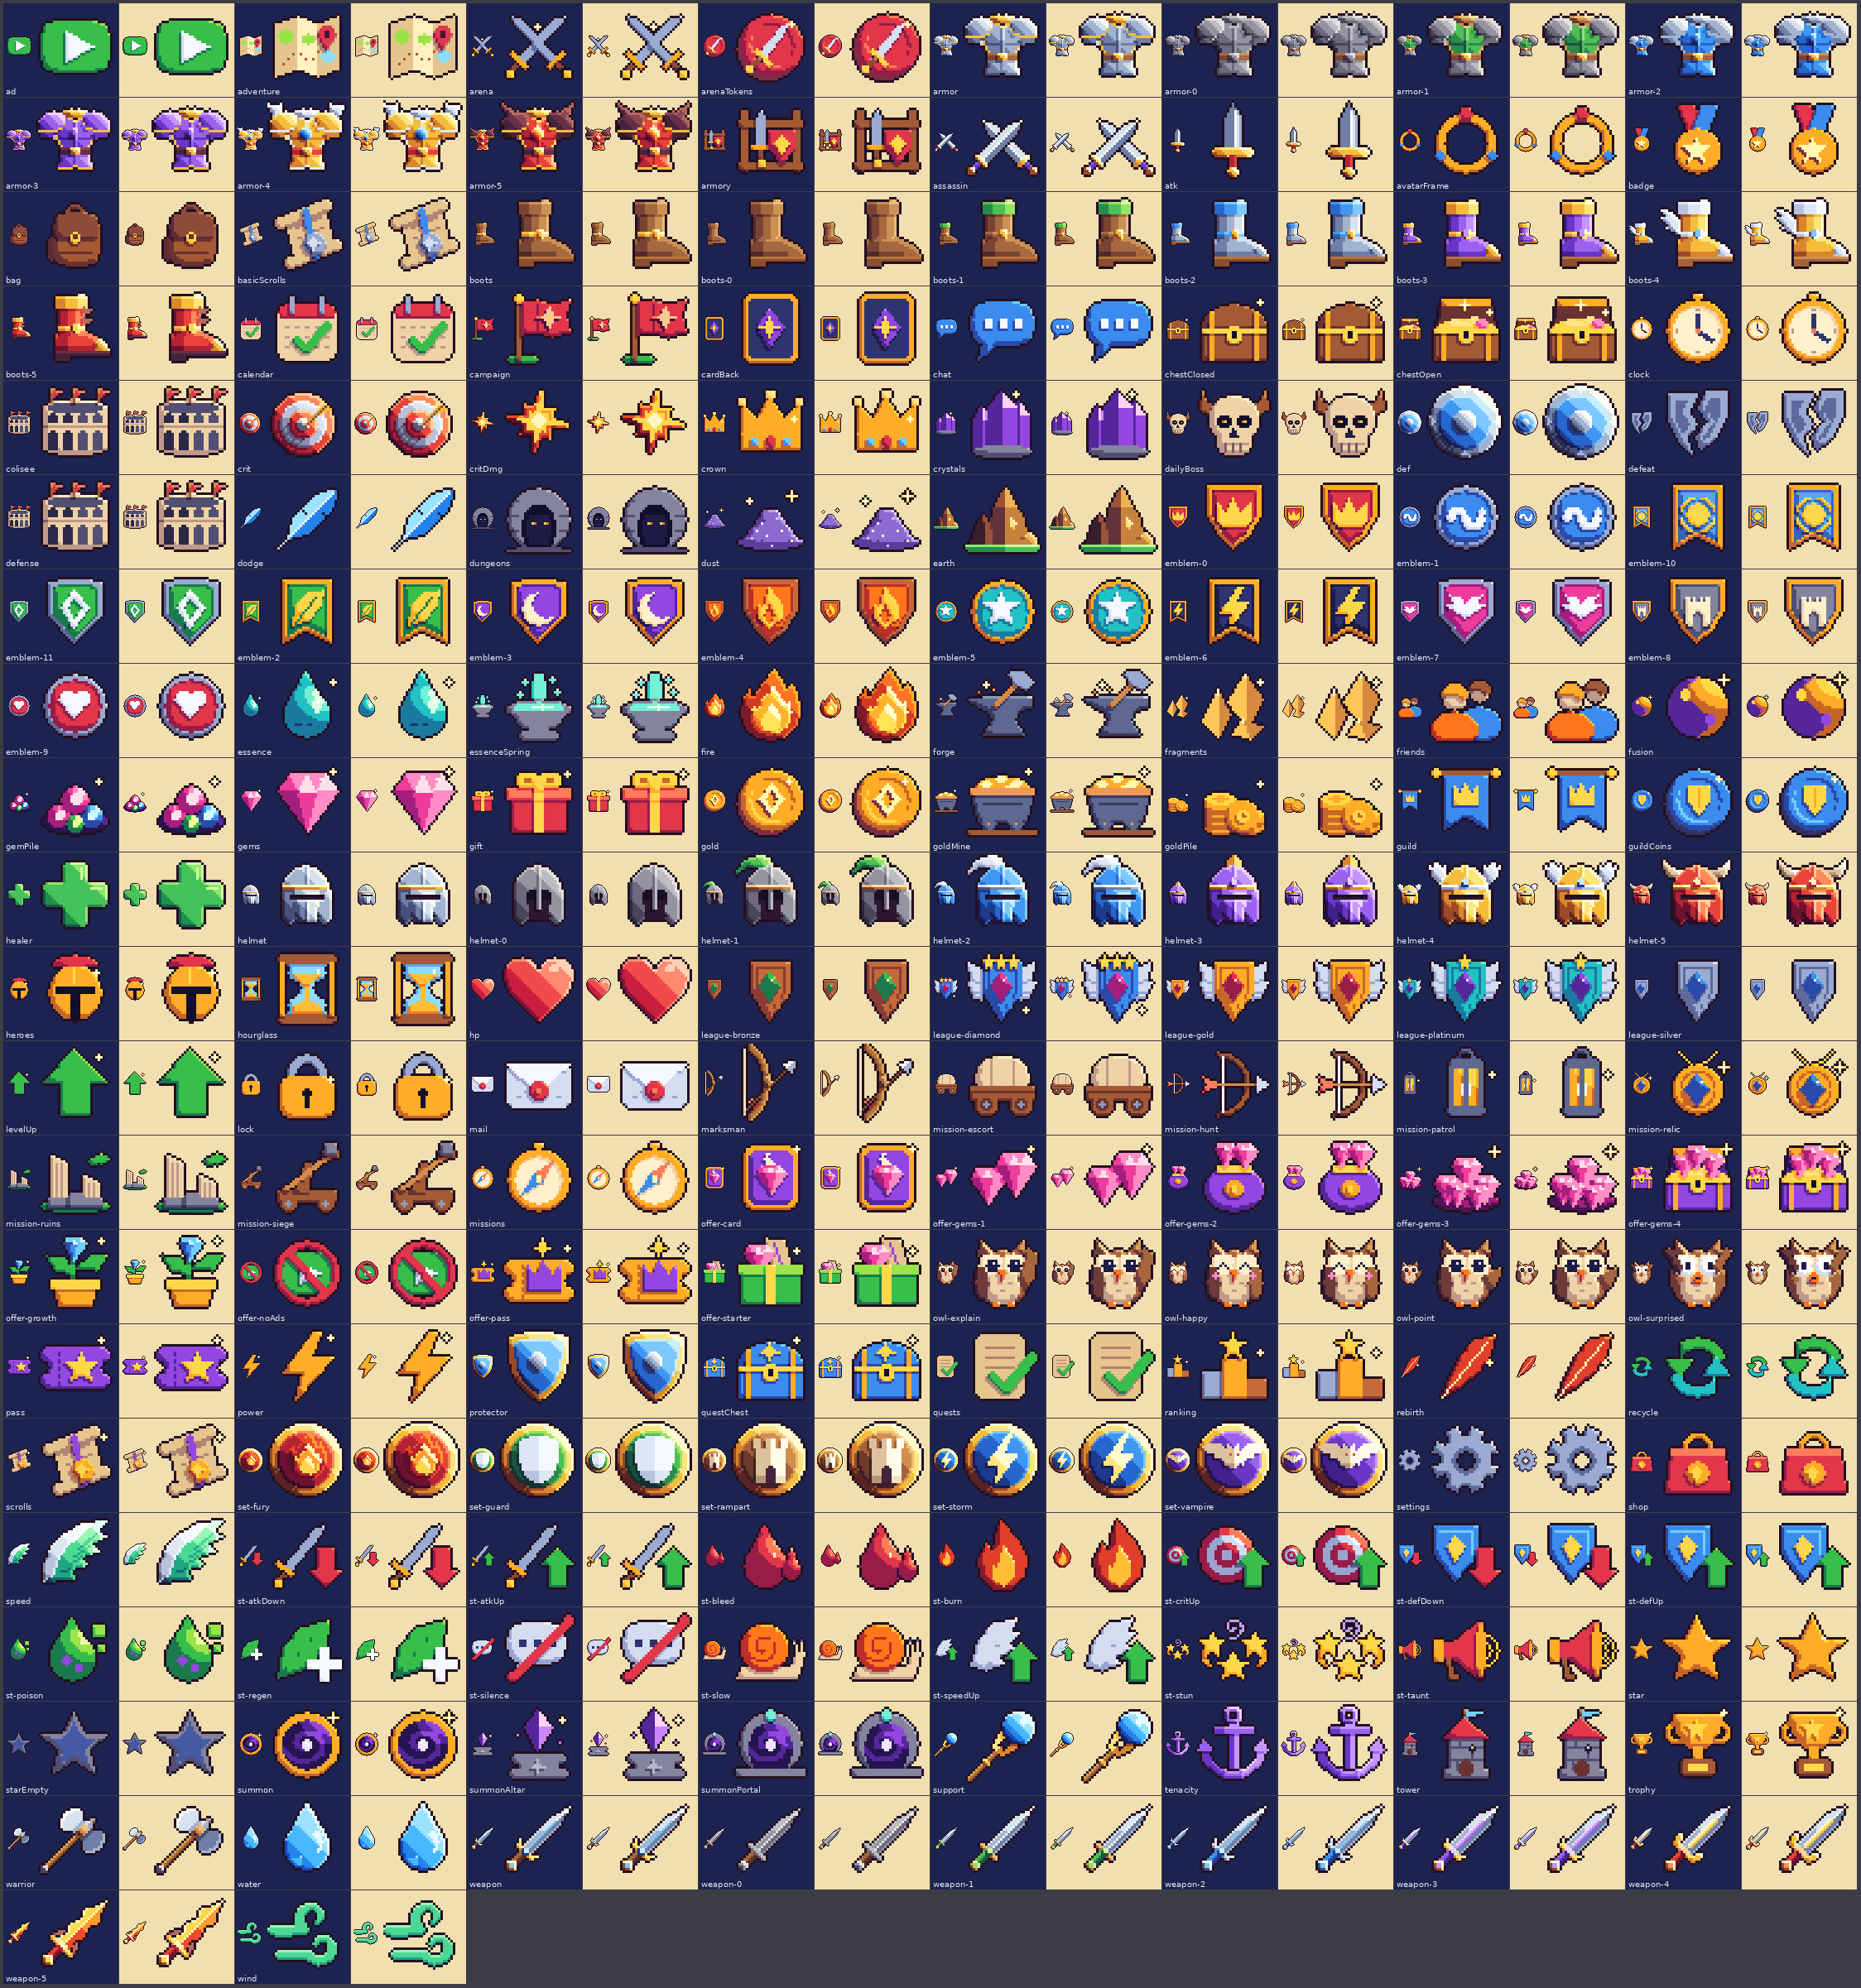 ad adventure arena arenaTokens armor armor-0 armor-1 armor-2
armor-3 armor-4 armor-5 armory assassin atk avatarFrame badge
bag basicScrolls boots boots-0 boots-1 boots-2 boots-3 boots-4
boots-5 calendar campaign cardBack chat chestClosed chestOpen clock
colisee crit critDmg crown crystals dailyBoss def defeat
defense dodge dungeons dust earth emblem-0 emblem-1 emblem-10
emblem-11 emblem-2 emblem-3 emblem-4 emblem-5 emblem-6 emblem-7 emblem-8
emblem-9 essence essenceSpring fire forge fragments friends fusion
gemPile gems gift gold goldMine goldPile guild guildCoins
healer helmet helmet-0 helmet-1 helmet-2 helmet-3 helmet-4 helmet-5
heroes hourglass hp league-bronze league-diamond league-gold league-platinum league-silver
levelUp lock mail marksman mission-escort mission-hunt mission-patrol mission-relic
mission-ruins mission-siege missions offer-card offer-gems-1 offer-gems-2 offer-gems-3 offer-gems-4
offer-growth offer-noAds offer-pass offer-starter owl-explain owl-happy owl-point owl-surprised
pass power protector questChest quests ranking rebirth recycle
scrolls set-fury set-guard set-rampart set-storm set-vampire settings shop
speed st-atkDown st-atkUp st-bleed st-burn st-critUp st-defDown st-defUp
st-poison st-regen st-silence st-slow st-speedUp st-stun st-taunt star
starEmpty summon summonAltar summonPortal support tenacity tower trophy
warrior water weapon weapon-0 weapon-1 weapon-2 weapon-3 weapon-4
weapon-5 wind